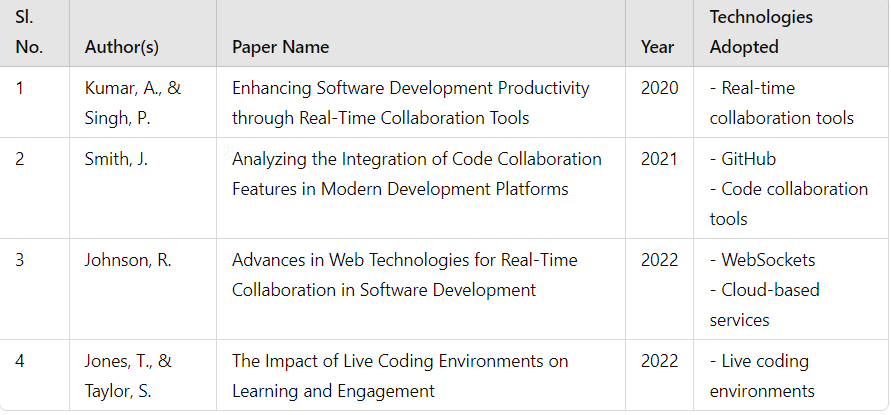 Sl. No. Author(s) Paper Name Year Technologies Adopted
1 Kumar, A., & Singh, P. Enhancing Software Development Productivity through Real-Time Collaboration Tools 2020 - Real-time collaboration tools
2 Smith, J. Analyzing the Integration of Code Collaboration Features in Modern Development Platforms 2021 - GitHub - Code collaboration tools
3 Johnson, R. Advances in Web Technologies for Real-Time Collaboration in Software Development 2022 - WebSockets - Cloud-based services
4 Jones, T., & Taylor, S. The Impact of Live Coding Environments on Learning and Engagement 2022 - Live coding environments